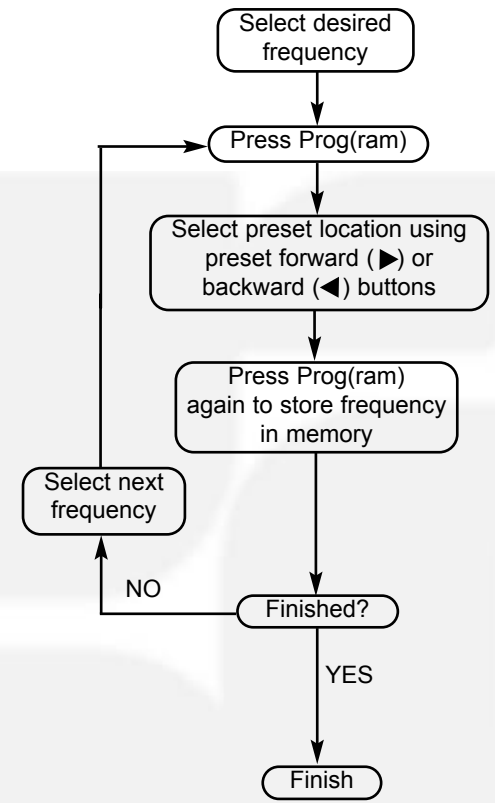 Select desired
frequency
Press Prog(ram)
Select preset location using
preset forward (▶) or
backward (◀) buttons
Press Prog(ram)
again to store frequency
in memory
Select next
frequency
NO
Finished?
YES
Finish